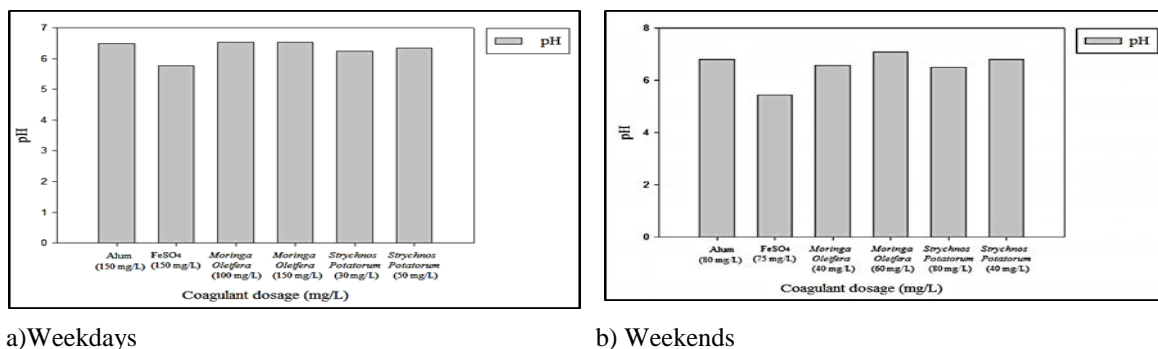 7
6
5
4
3
2
1
0
pH
pH
Alum
(150 mg/L)
FeSO4
(150 mg/L)
Moringa
Oleifera
(100 mg/L)
Moringa
Oleifera
(150 mg/L)
Strychnos
Potatorum
(30 mg/L)
Strychnos
Potatorum
(50 mg/L)
Coagulant dosage (mg/L)
8
6
4
2
0
pH
pH
Alum
(80 mg/L)
FeSO4
(75 mg/L)
Moringa
Oleifera
(40 mg/L)
Moringa
Oleifera
(60 mg/L)
Strychnos
Potatorum
(80 mg/L)
Strychnos
Potatorum
(40 mg/L)
Coagulant dosage (mg/L)
a)Weekdays
b) Weekends